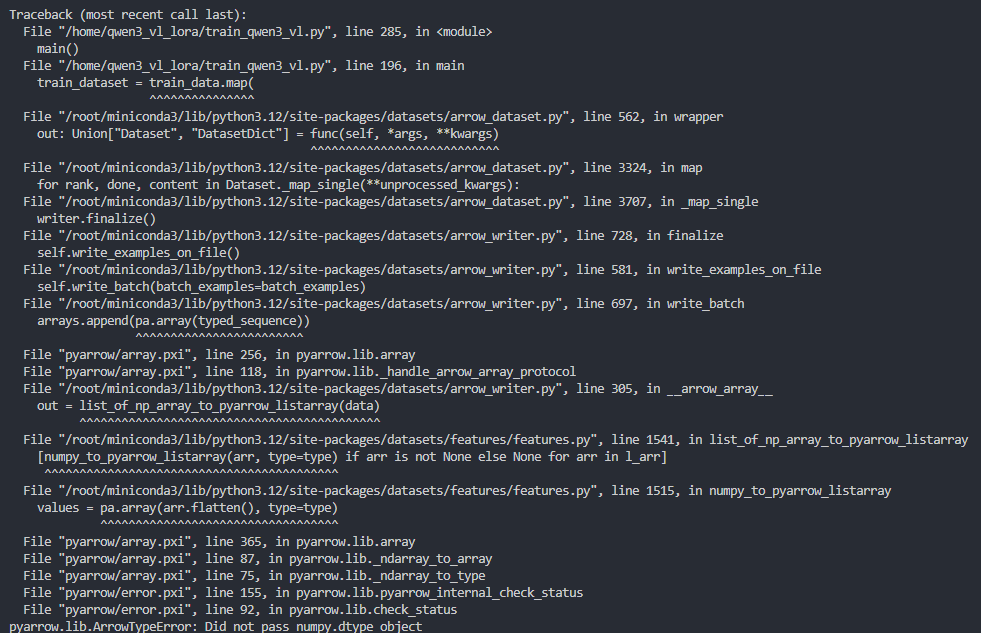 Traceback (most recent call last):
  File "/home/qwen3_vl_lora/train_qwen3_vl.py", line 285, in <module>
    main()
  File "/home/qwen3_vl_lora/train_qwen3_vl.py", line 196, in main
    train_dataset = train_data.map(
                    ^^^^^^^^^^^^^^^
  File "/root/miniconda3/lib/python3.12/site-packages/datasets/arrow_dataset.py", line 562, in wrapper
    out: Union["Dataset", "DatasetDict"] = func(self, *args, **kwargs)
                                           ^^^^^^^^^^^^^^^^^^^^^^^^^^^
  File "/root/miniconda3/lib/python3.12/site-packages/datasets/arrow_dataset.py", line 3324, in map
    for rank, done, content in Dataset._map_single(**unprocessed_kwargs):
  File "/root/miniconda3/lib/python3.12/site-packages/datasets/arrow_dataset.py", line 3707, in _map_single
    writer.finalize()
  File "/root/miniconda3/lib/python3.12/site-packages/datasets/arrow_writer.py", line 728, in finalize
    self.write_examples_on_file()
  File "/root/miniconda3/lib/python3.12/site-packages/datasets/arrow_writer.py", line 581, in write_examples_on_file
    self.write_batch(batch_examples=batch_examples)
  File "/root/miniconda3/lib/python3.12/site-packages/datasets/arrow_writer.py", line 697, in write_batch
    arrays.append(pa.array(typed_sequence))
                  ^^^^^^^^^^^^^^^^^^^^^^^^
  File "pyarrow/array.pxi", line 256, in pyarrow.lib.array
  File "pyarrow/array.pxi", line 118, in pyarrow.lib._handle_arrow_array_protocol
  File "/root/miniconda3/lib/python3.12/site-packages/datasets/arrow_writer.py", line 305, in __arrow_array__
    out = list_of_np_array_to_pyarrow_listarray(data)
          ^^^^^^^^^^^^^^^^^^^^^^^^^^^^^^^^^^^^^^^^^^^
  File "/root/miniconda3/lib/python3.12/site-packages/datasets/features/features.py", line 1541, in list_of_np_array_to_pyarrow_listarray
    [numpy_to_pyarrow_listarray(arr, type=type) if arr is not None else None for arr in l_arr]
     ^^^^^^^^^^^^^^^^^^^^^^^^^^^^^^^^^^^^^^^^^^
  File "/root/miniconda3/lib/python3.12/site-packages/datasets/features/features.py", line 1515, in numpy_to_pyarrow_listarray
    values = pa.array(arr.flatten(), type=type)
             ^^^^^^^^^^^^^^^^^^^^^^^^^^^^^^^^^^
  File "pyarrow/array.pxi", line 365, in pyarrow.lib.array
  File "pyarrow/array.pxi", line 87, in pyarrow.lib._ndarray_to_array
  File "pyarrow/array.pxi", line 75, in pyarrow.lib._ndarray_to_type
  File "pyarrow/error.pxi", line 155, in pyarrow.lib.pyarrow_internal_check_status
  File "pyarrow/error.pxi", line 92, in pyarrow.lib.check_status
pyarrow.lib.ArrowTypeError: Did not pass numpy.dtype object